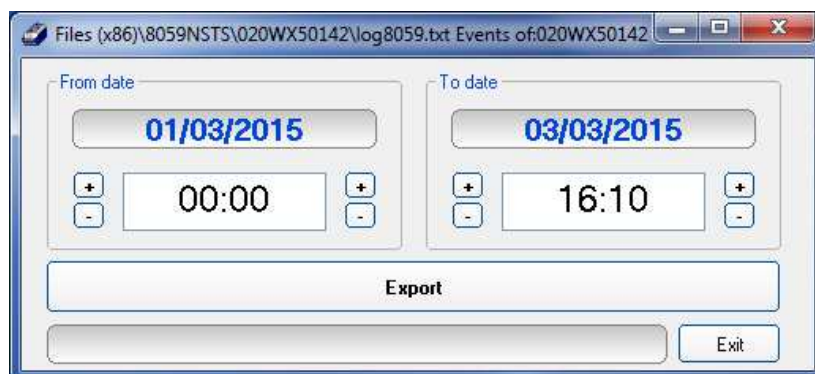 Files (x86)\8059NSTS\020WX50142\log8059.txt Events of:020WX50142
From date
01/03/2015
+
-
00:00
+
-
To date
03/03/2015
+
-
16:10
+
-
Export
Exit